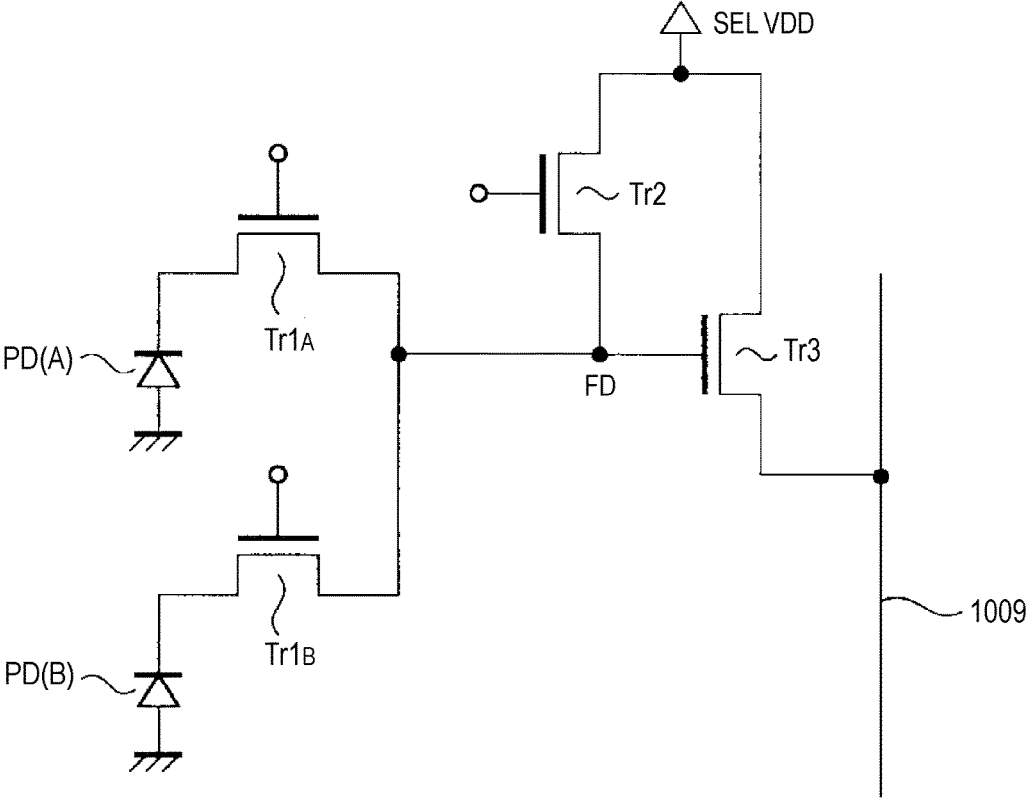 SEL VDD
Tr2
Tr1A
PD(A)
Tr3
FD
1009
Tr1B
PD(B)